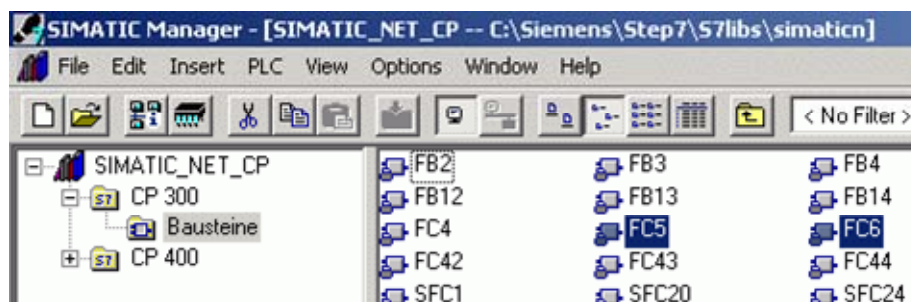 SIMATIC Manager - [SIMATIC_NET_CP -- C:\Siemens\Step7\S7libs\simaticn]
File Edit Insert PLC View Options Window Help
< No Filter >
SIMATIC_NET_CP
CP 300
Bausteine
CP 400
FB2 FB3 FB4
FB12 FB13 FB14
FC4 FC5 FC6
FC42 FC43 FC44
SFC1 SFC20 SFC24